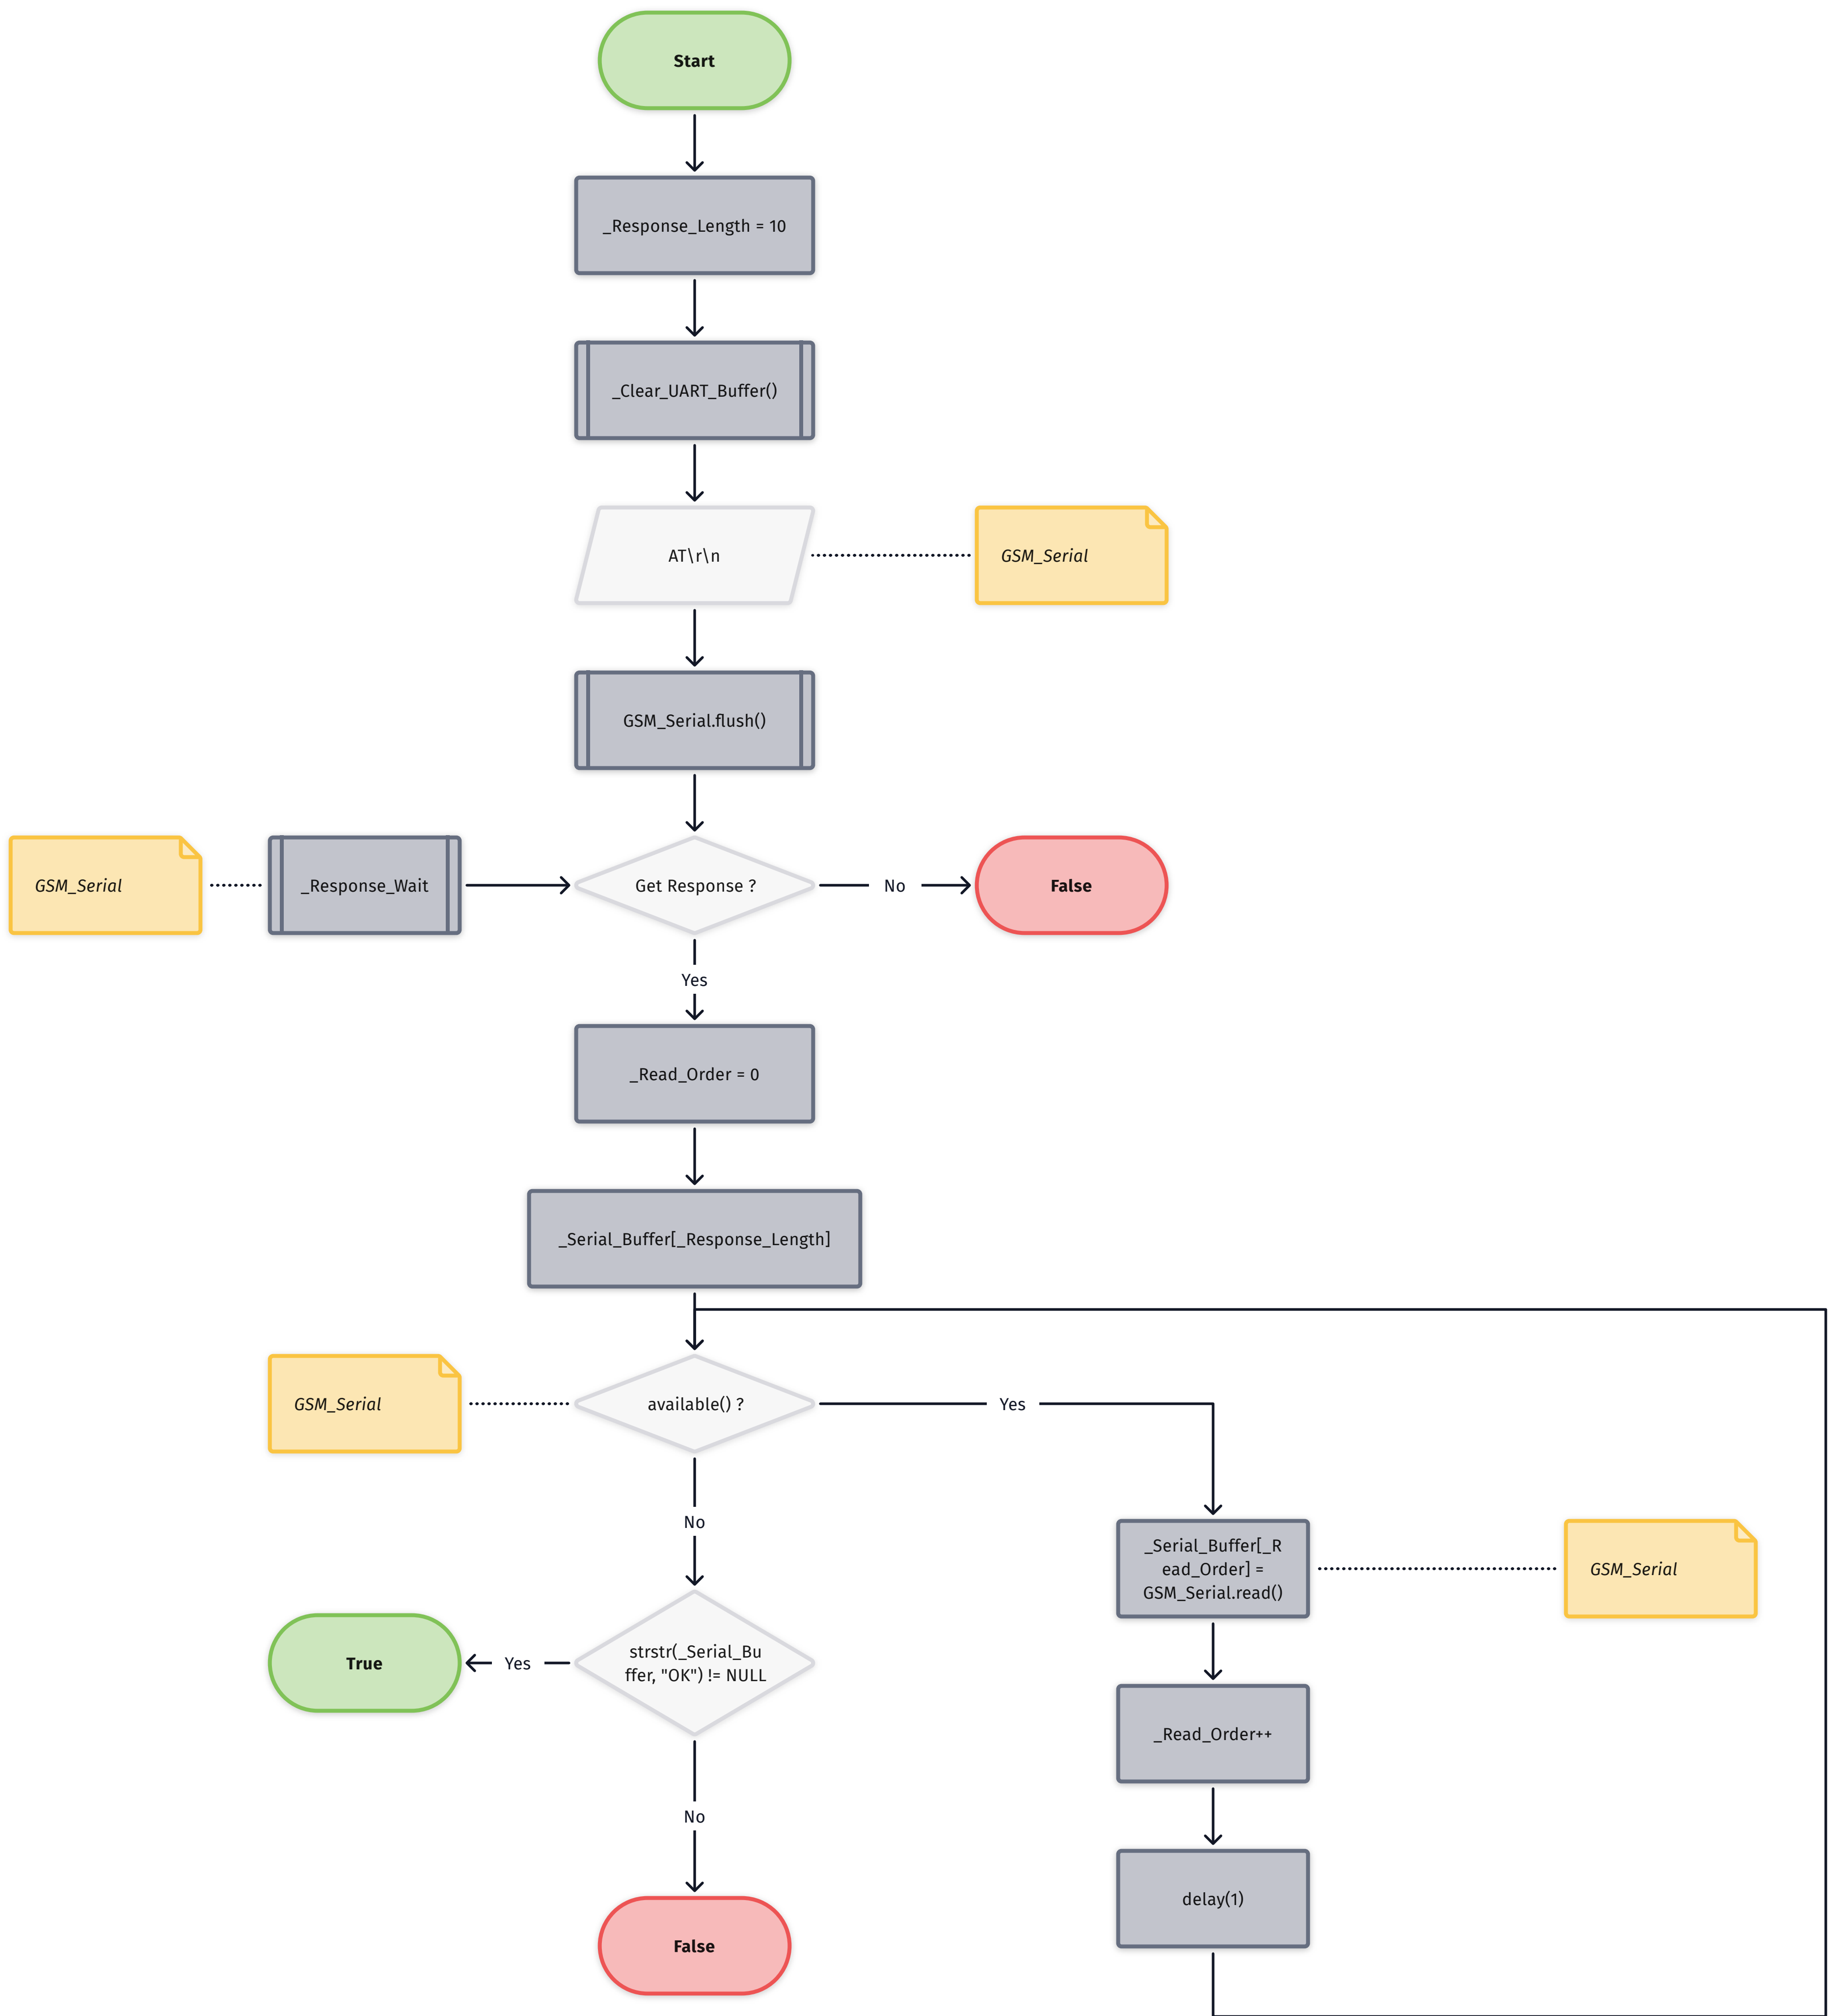 Start
_Response_Length = 10
_Clear_UART_Buffer()
AT\r\n
GSM_Serial
GSM_Serial.flush()
GSM_Serial
_Response_Wait
Get Response ?
No
False
Yes
_Read_Order = 0
_Serial_Buffer[_Response_Length]
GSM_Serial
available() ?
Yes
No
_Serial_Buffer[_R
ead_Order] =
GSM_Serial.read()
GSM_Serial
True
Yes
strstr(_Serial_Bu
ffer, "OK") != NULL
_Read_Order++
No
delay(1)
False